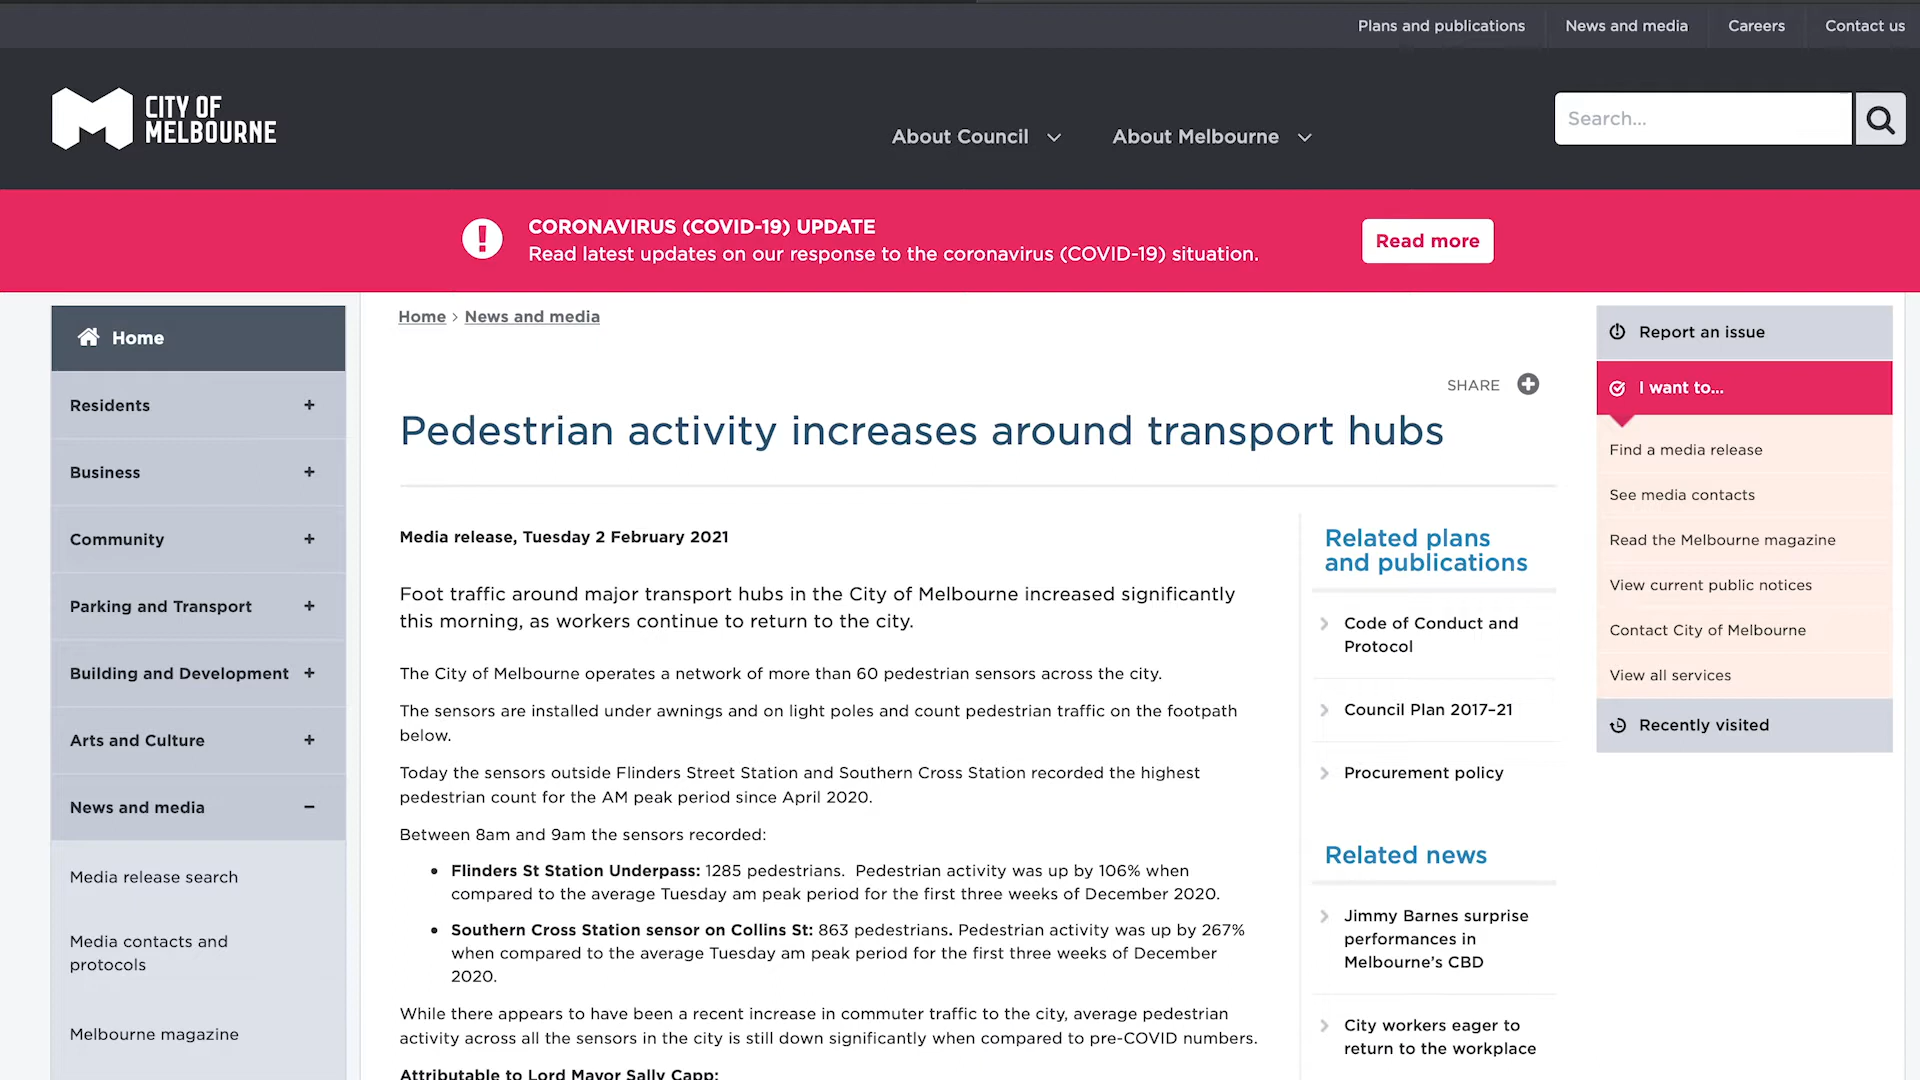 Plans and publications
News and media
Careers
Contact us
CITY OF
MELBOURNE
About Council
About Melbourne
Search...
CORONAVIRUS (COVID-19) UPDATE
Read latest updates on our response to the coronavirus (COVID-19) situation.
Read more
Home
Residents +
Business +
Community +
Parking and Transport +
Building and Development +
Arts and Culture +
News and media −
Media release search
Media contacts and
protocols
Melbourne magazine
Home > News and media
SHARE
Pedestrian activity increases around transport hubs
Media release, Tuesday 2 February 2021
Foot traffic around major transport hubs in the City of Melbourne increased significantly
this morning, as workers continue to return to the city.
The City of Melbourne operates a network of more than 60 pedestrian sensors across the city.
The sensors are installed under awnings and on light poles and count pedestrian traffic on the footpath
below.
Today the sensors outside Flinders Street Station and Southern Cross Station recorded the highest
pedestrian count for the AM peak period since April 2020.
Between 8am and 9am the sensors recorded:
• Flinders St Station Underpass: 1285 pedestrians. Pedestrian activity was up by 106% when
compared to the average Tuesday am peak period for the first three weeks of December 2020.
• Southern Cross Station sensor on Collins St: 863 pedestrians. Pedestrian activity was up by 267%
when compared to the average Tuesday am peak period for the first three weeks of December
2020.
While there appears to have been a recent increase in commuter traffic to the city, average pedestrian
activity across all the sensors in the city is still down significantly when compared to pre-COVID numbers.
Attributable to Lord Mayor Sally Capp:
Related plans
and publications
Code of Conduct and
Protocol
Council Plan 2017–21
Procurement policy
Related news
Jimmy Barnes surprise
performances in
Melbourne's CBD
City workers eager to
return to the workplace
Report an issue
I want to...
Find a media release
See media contacts
Read the Melbourne magazine
View current public notices
Contact City of Melbourne
View all services
Recently visited